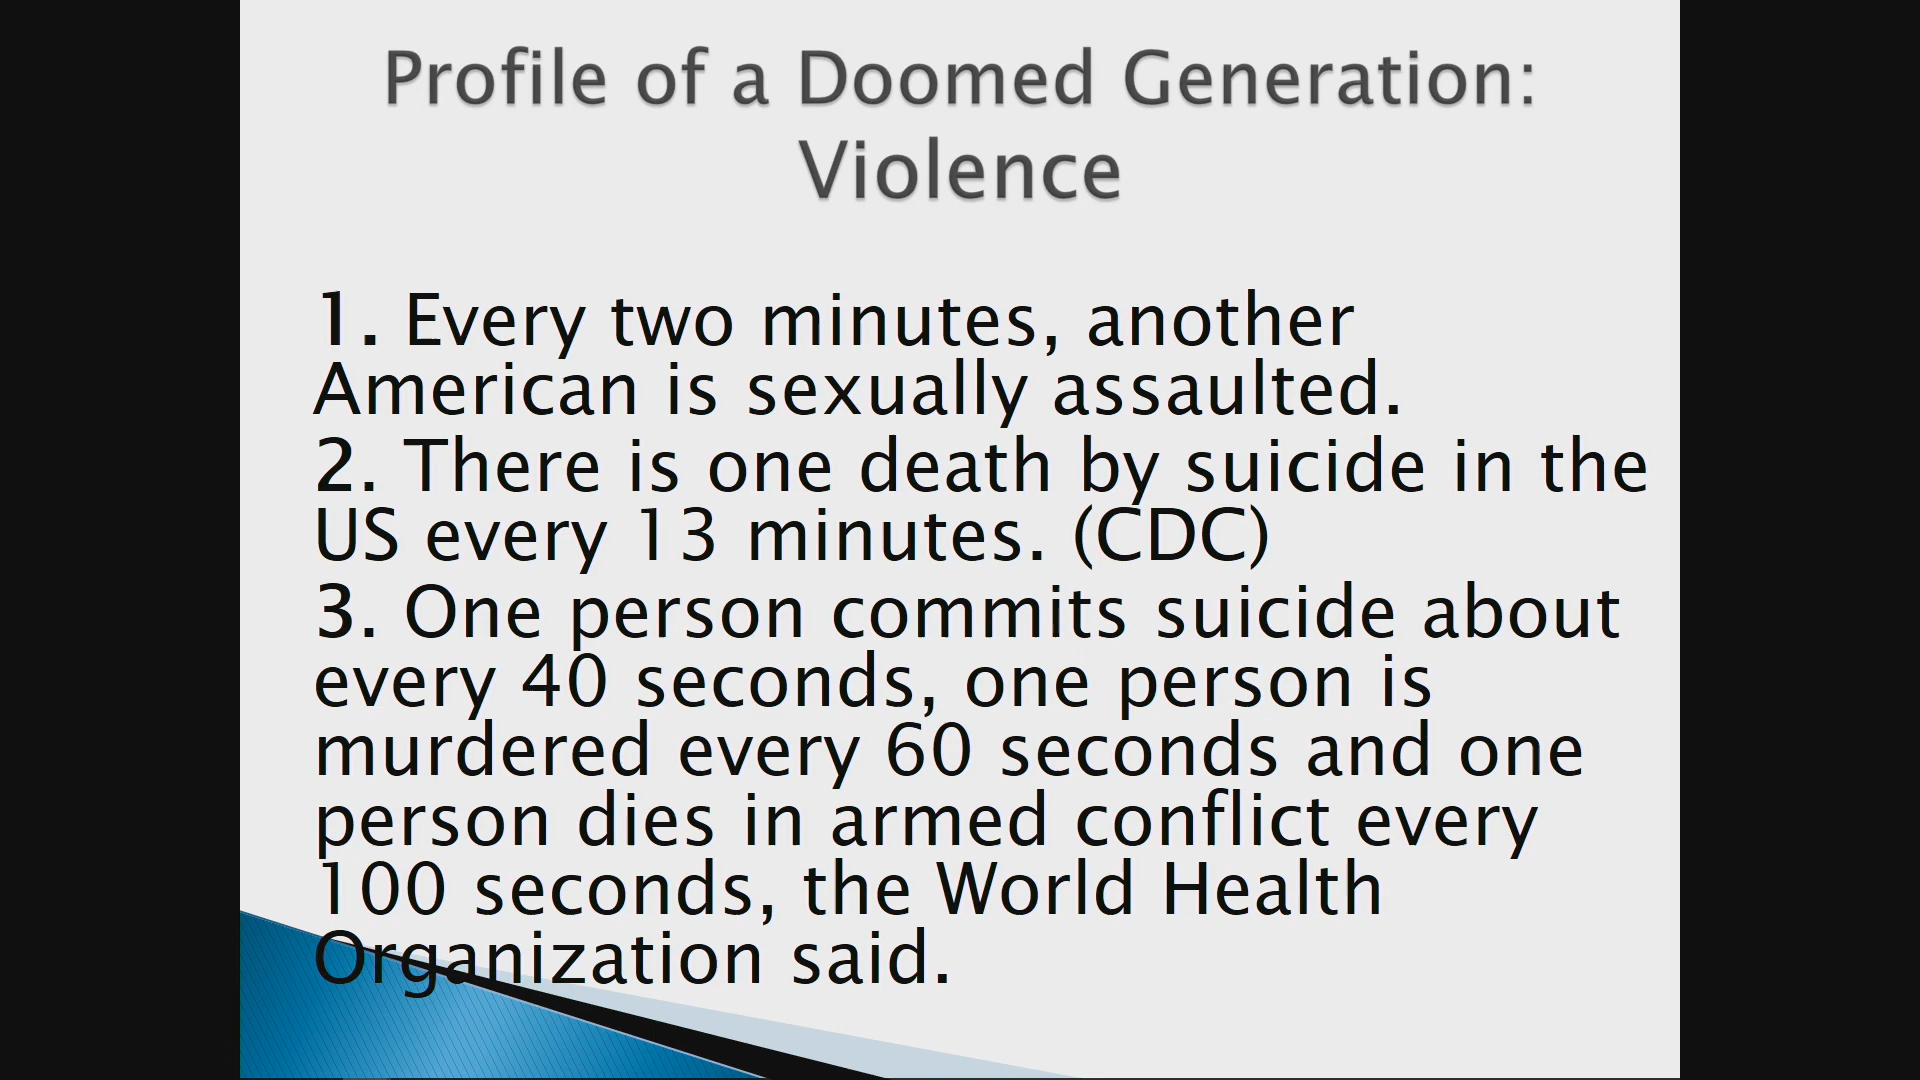 Profile of a Doomed Generation:
Violence
1. Every two minutes, another
American is sexually assaulted.
2. There is one death by suicide in the
US every 13 minutes. (CDC)
3. One person commits suicide about
every 40 seconds, one person is
murdered every 60 seconds and one
person dies in armed conflict every
100 seconds, the World Health
Organization said.